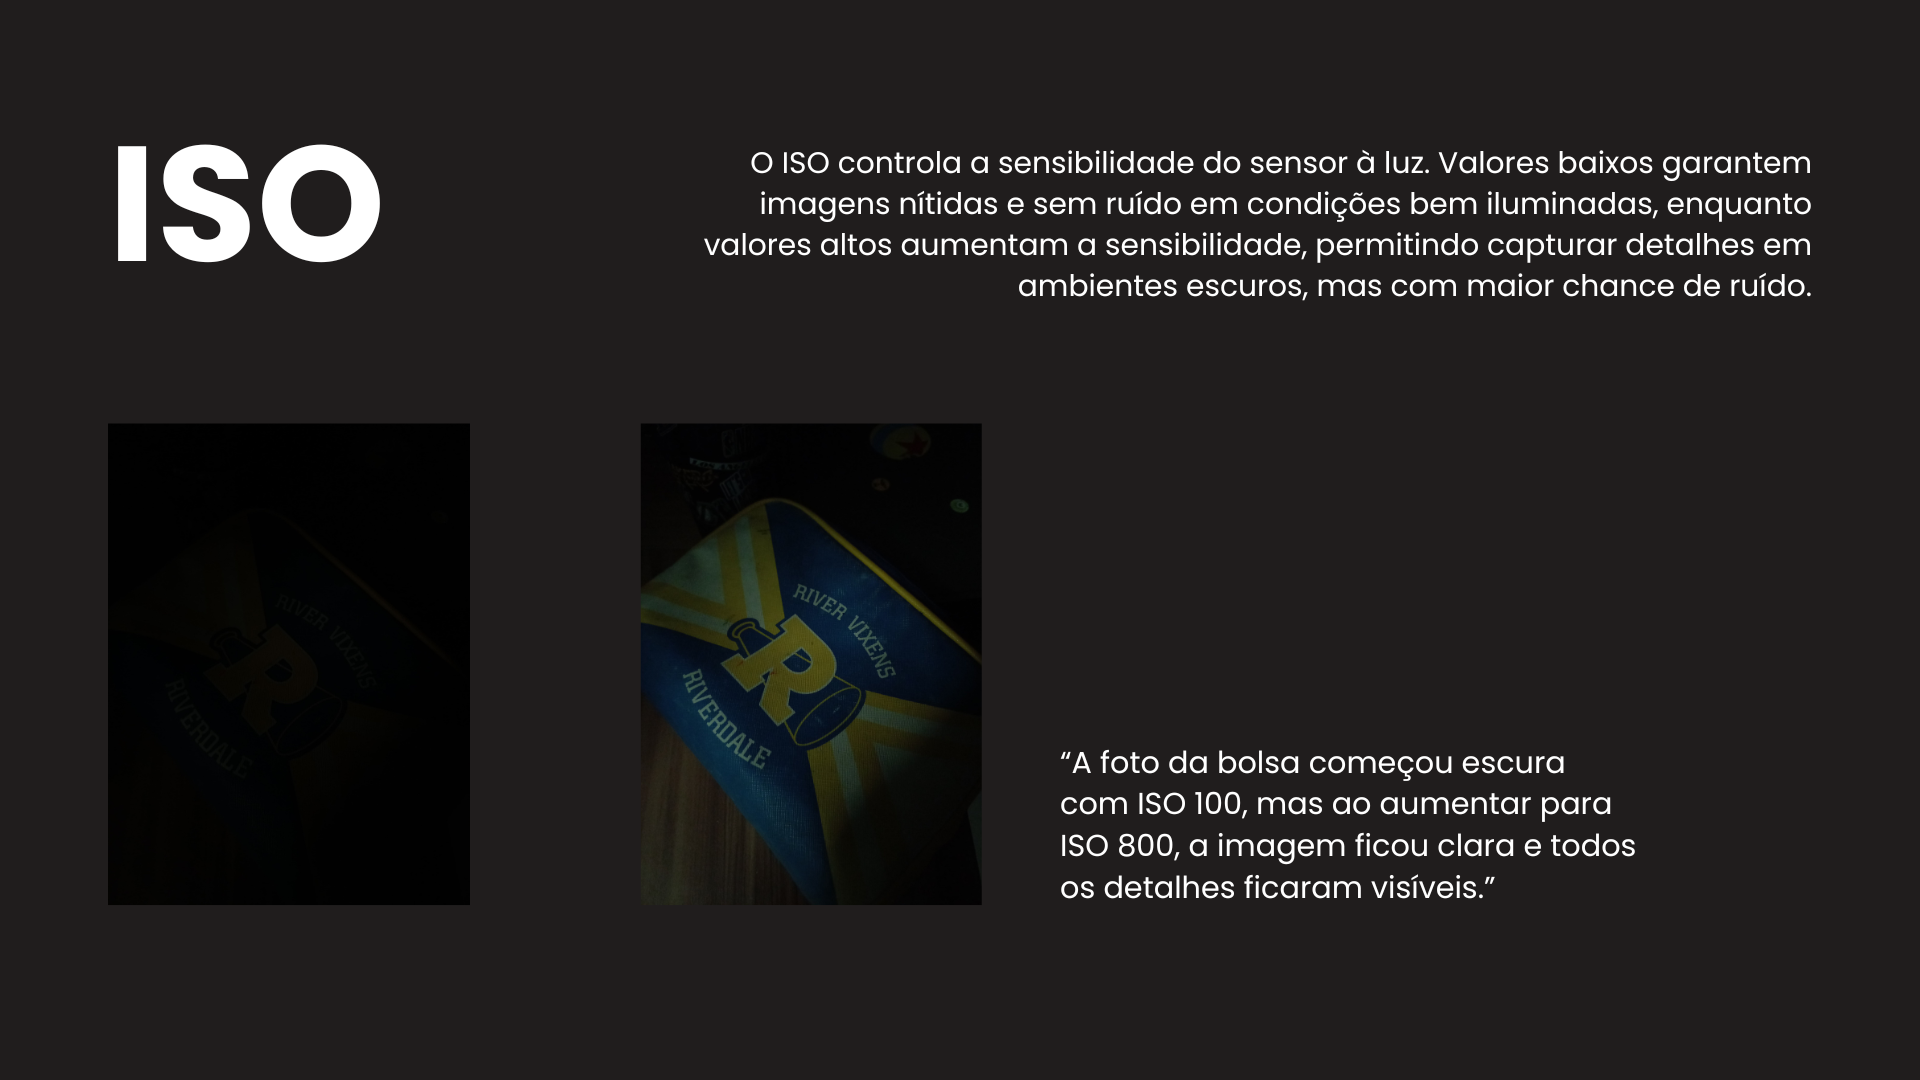 ISO
O ISO controla a sensibilidade do sensor à luz. Valores baixos garantem
imagens nítidas e sem ruído em condições bem iluminadas, enquanto
valores altos aumentam a sensibilidade, permitindo capturar detalhes em
ambientes escuros, mas com maior chance de ruído.
RIVER VIXENS
R
RIVERDALE
RIVER VIXENS
R
RIVERDALE
“A foto da bolsa começou escura
com ISO 100, mas ao aumentar para
ISO 800, a imagem ficou clara e todos
os detalhes ficaram visíveis.”